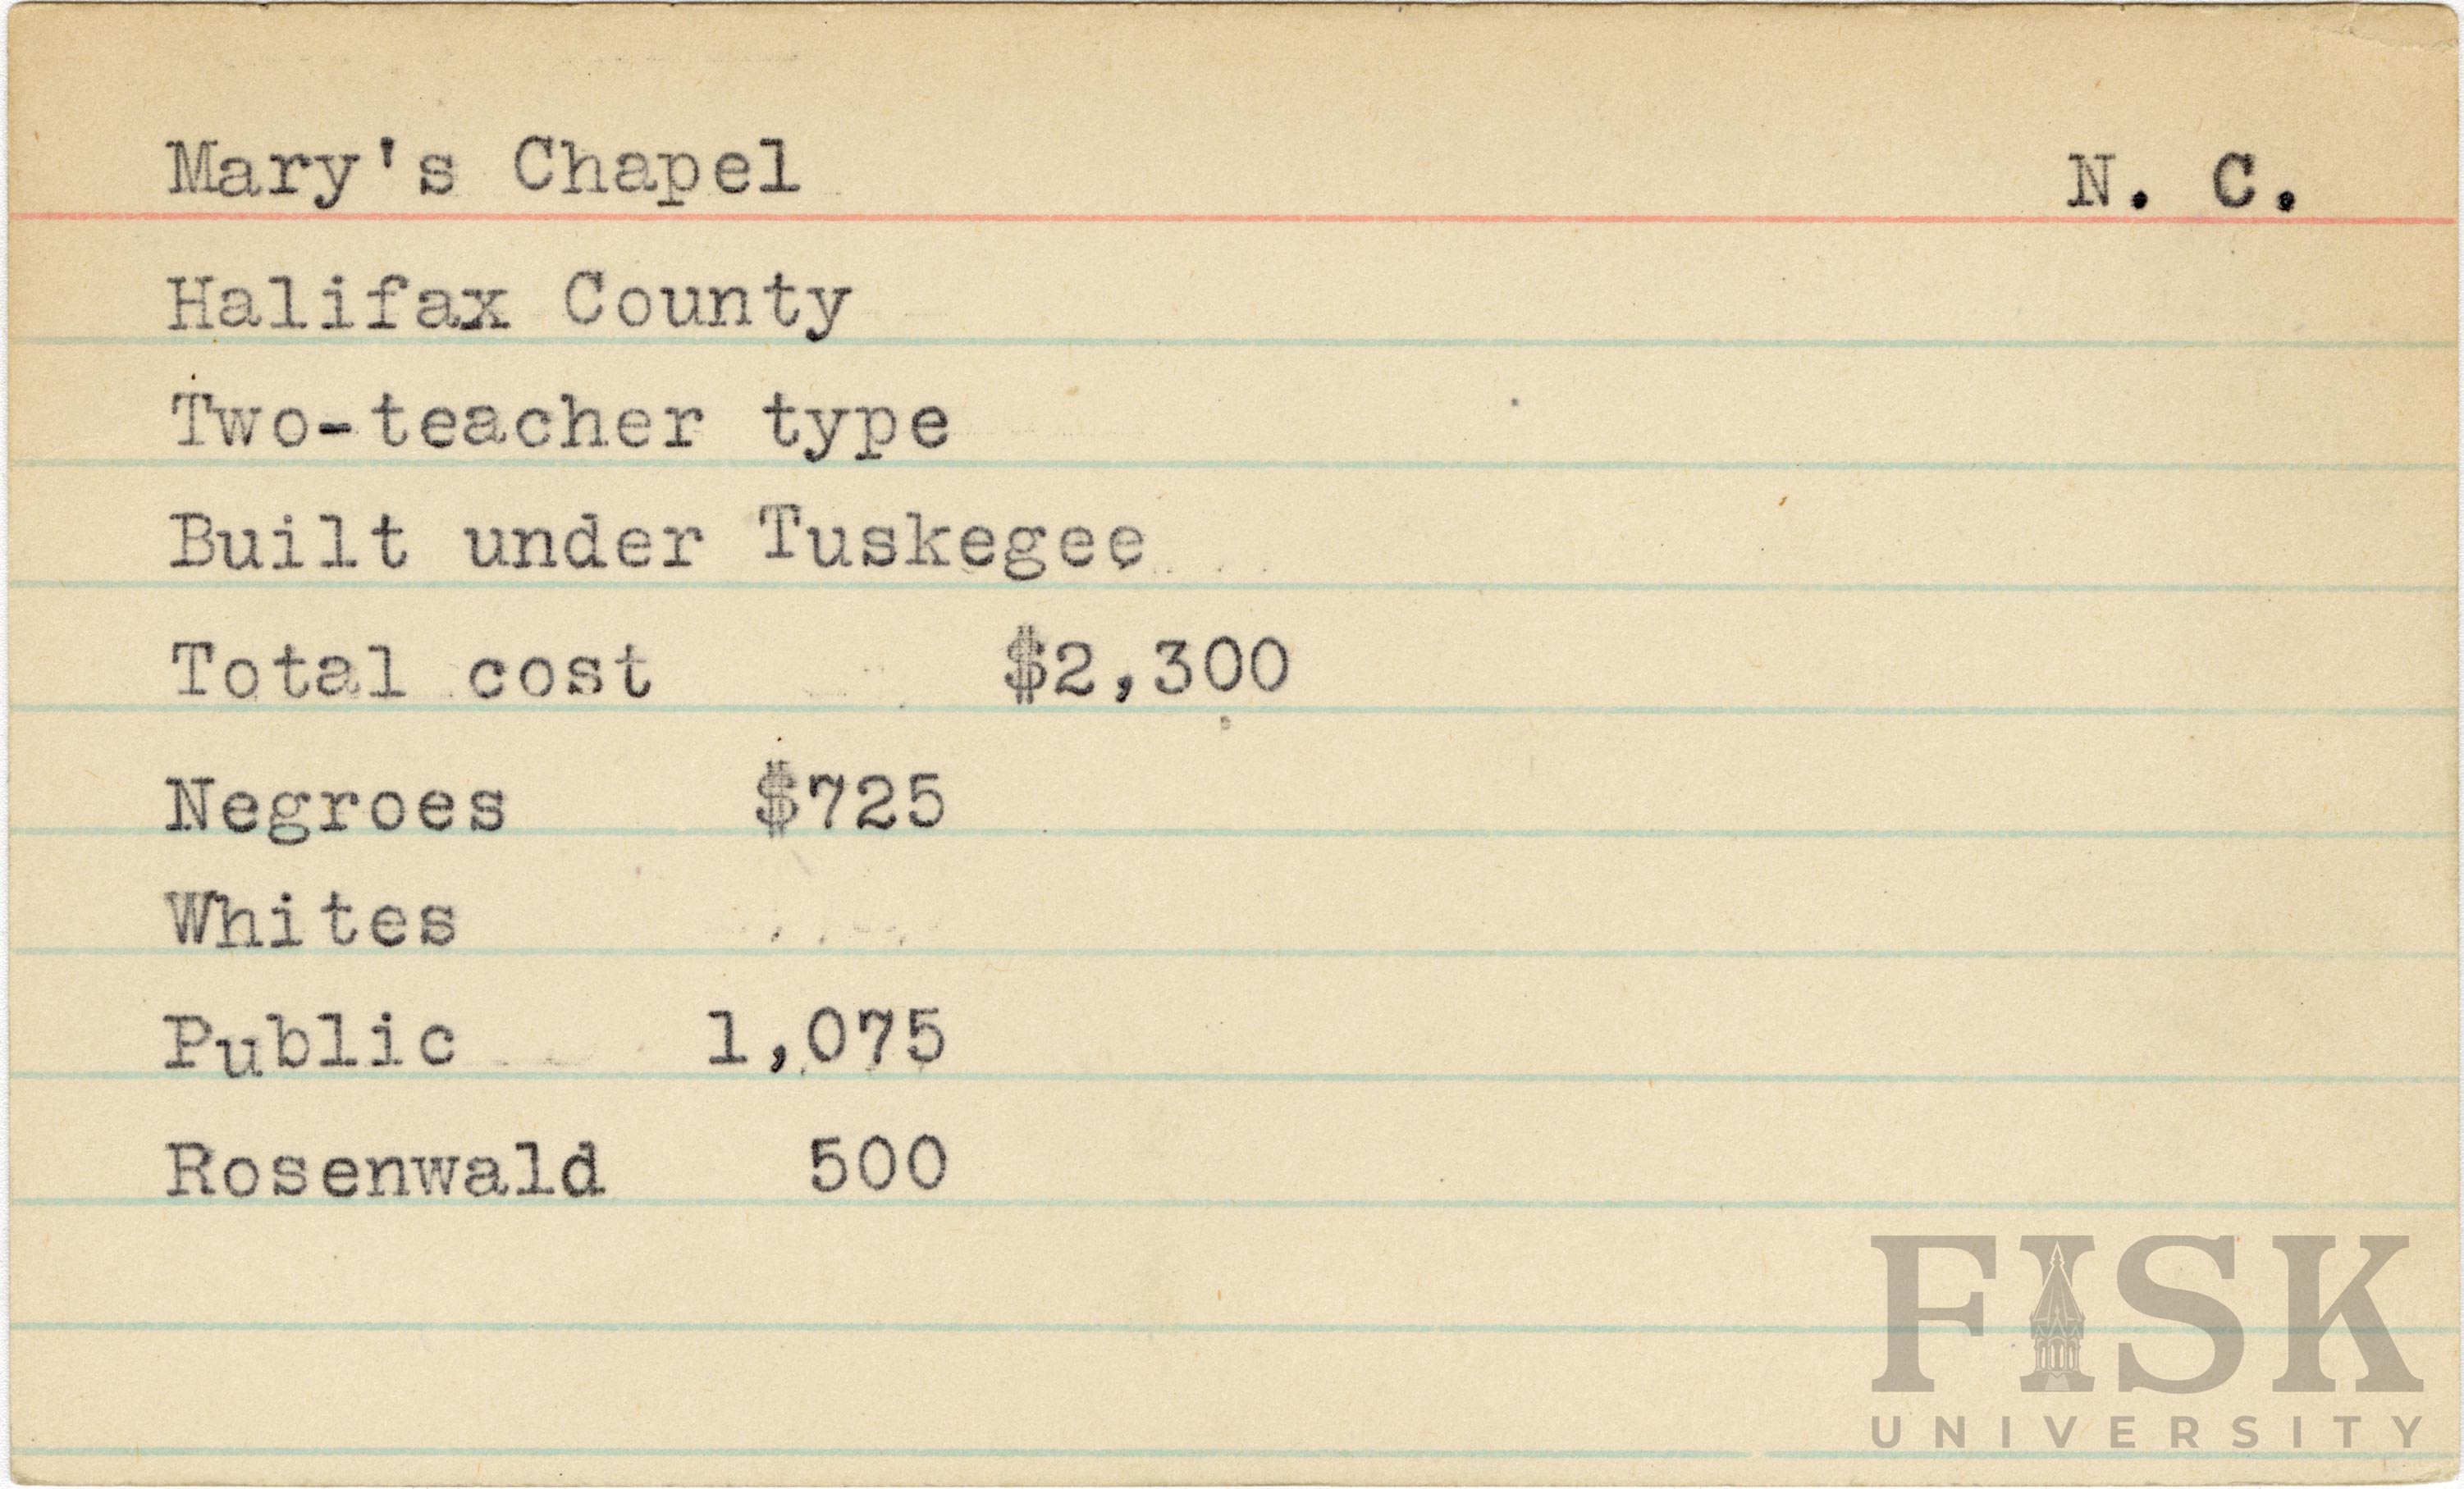 Mary's Chapel N. C.
Halifax County
Two-teacher type
Built under Tuskegee
Total cost $2,300
Negroes $725
Whites
Public 1,075
Rosenwald 500
FISK
UNIVERSITY